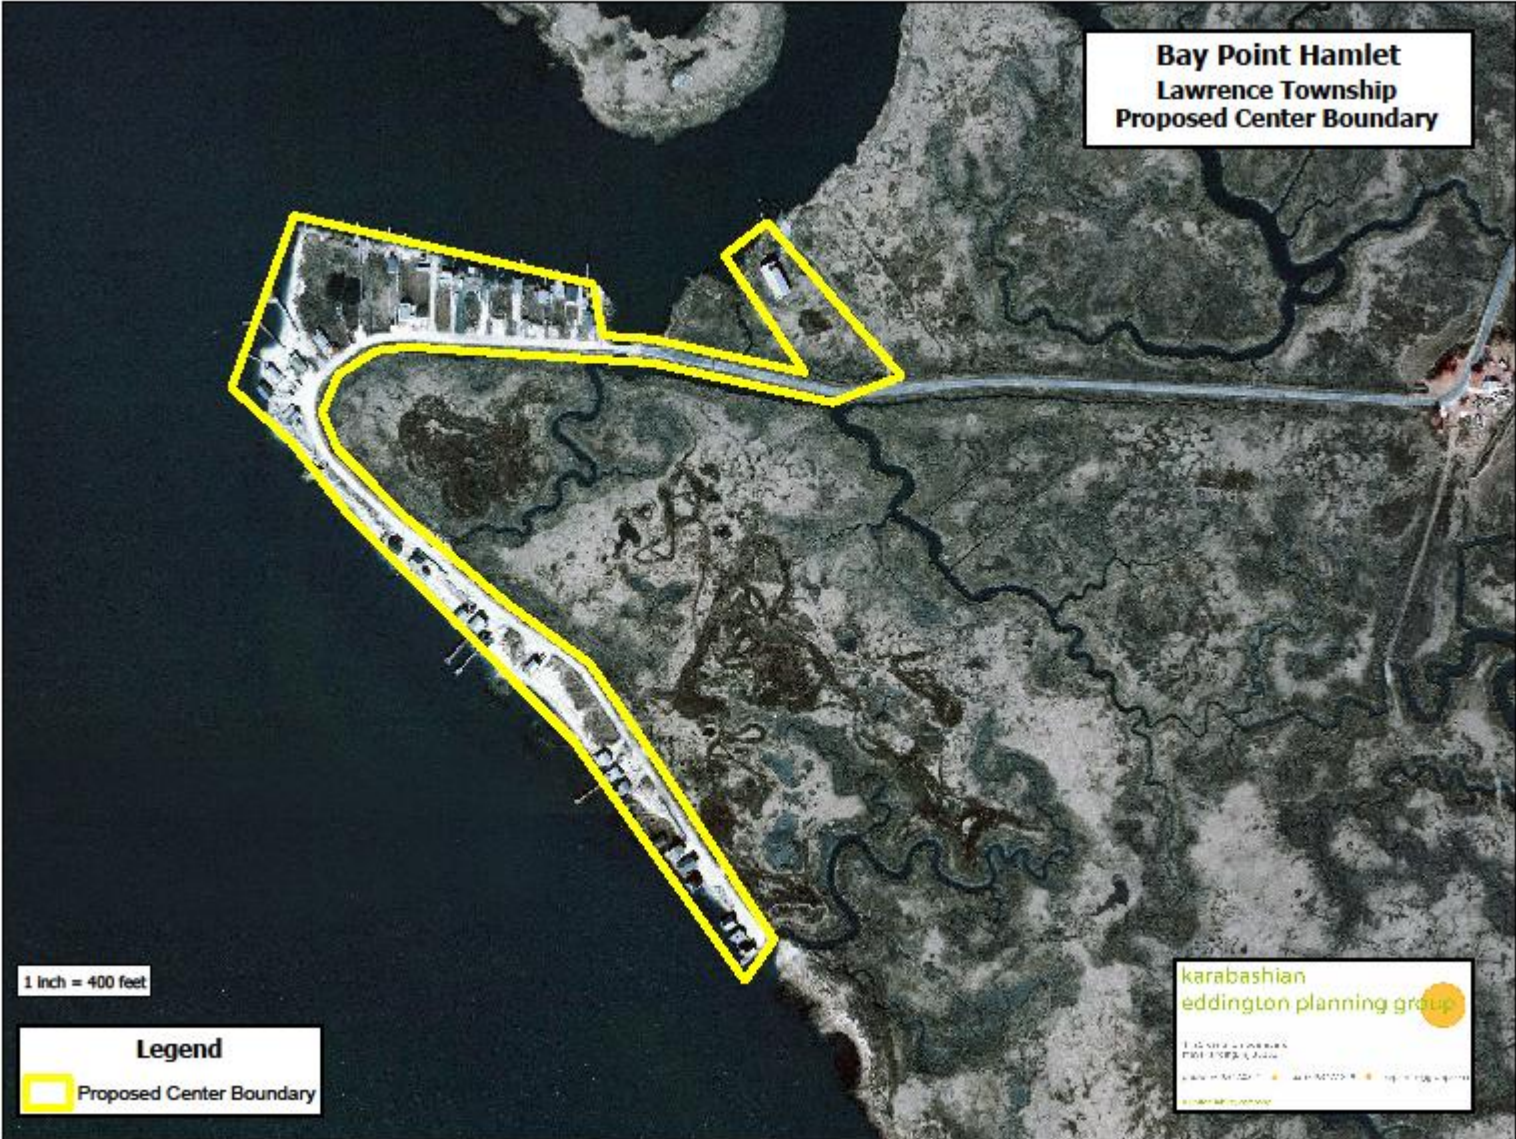 Bay Point Hamlet
Lawrence Township
Proposed Center Boundary
1 inch = 400 feet
Legend
Proposed Center Boundary
karabashian
eddington planning group